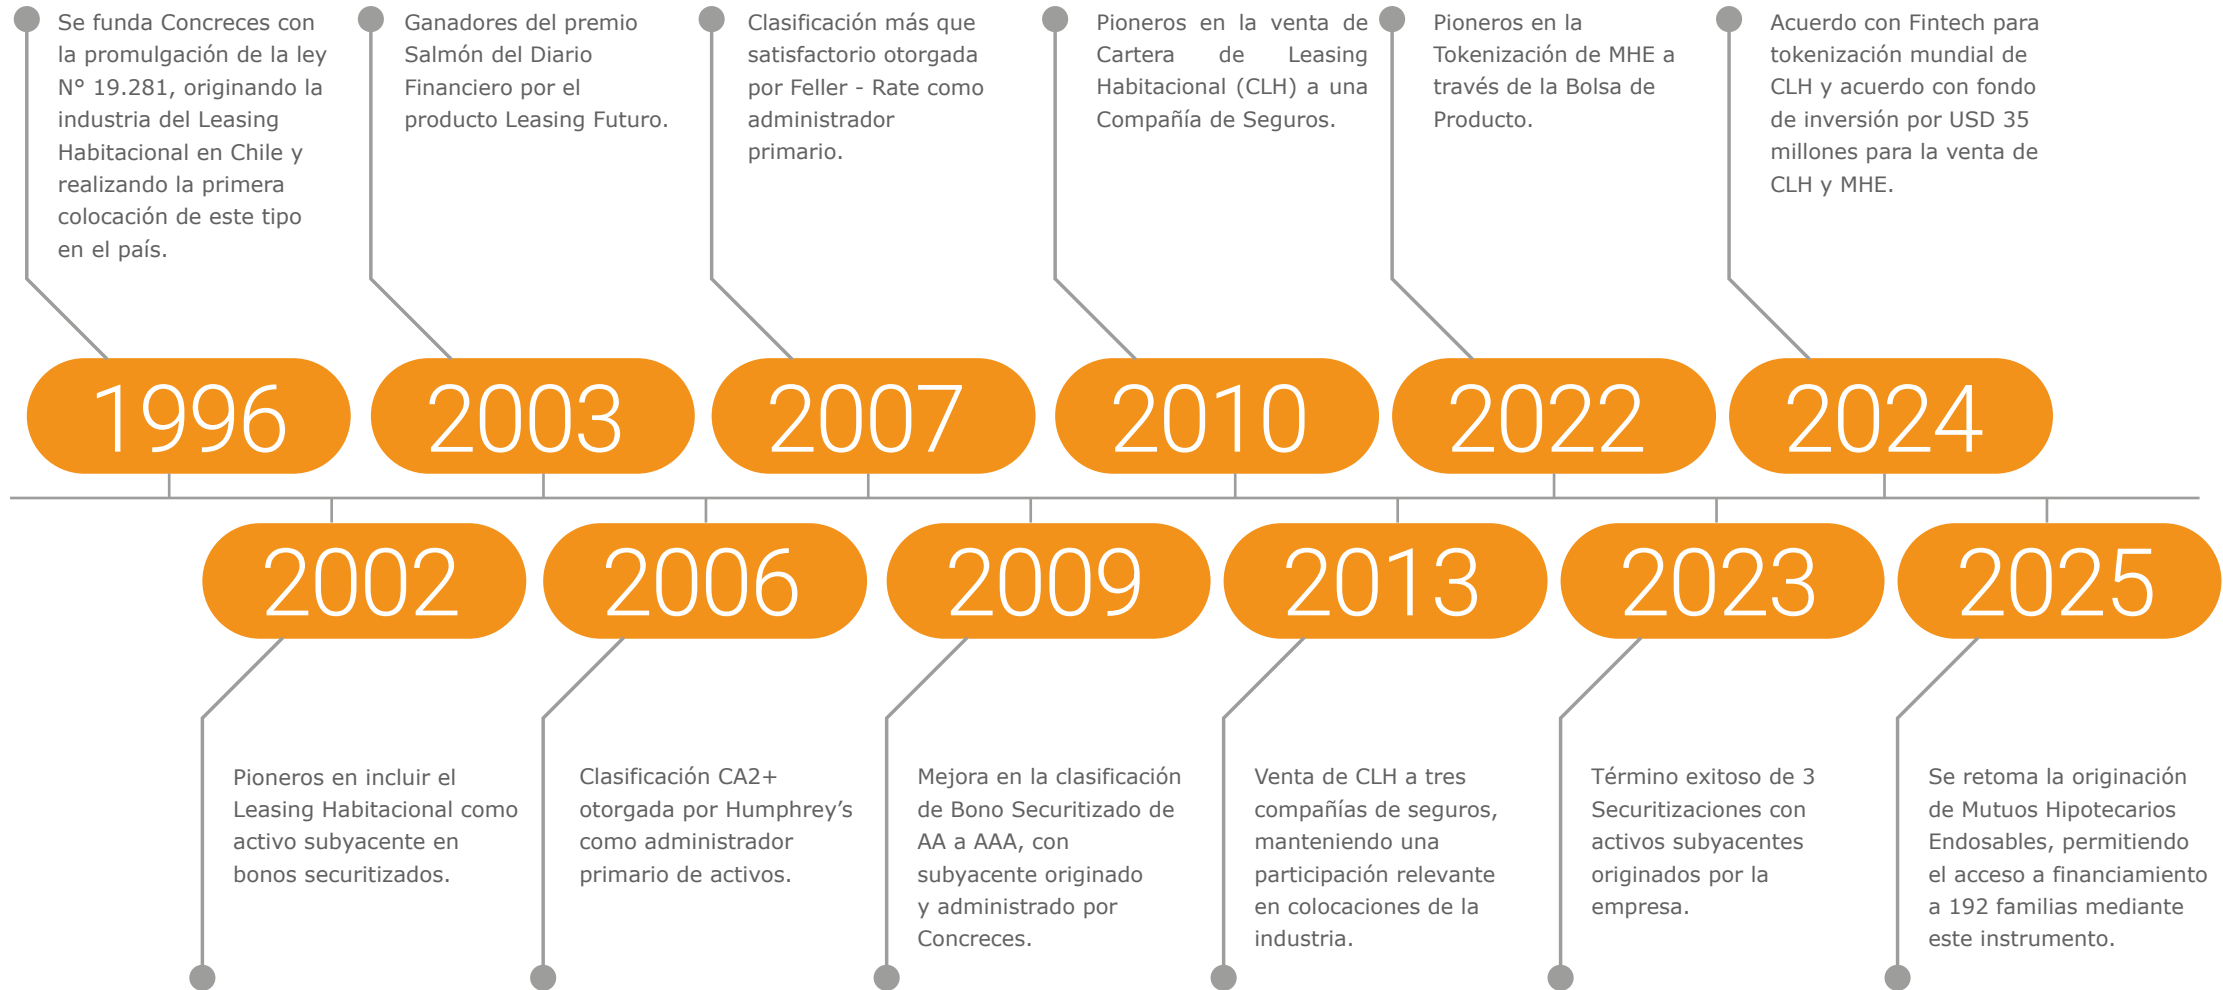 Se funda Concreces con
la promulgación de la ley
N° 19.281, originando la
industria del Leasing
Habitacional en Chile y
realizando la primera
colocación de este tipo
en el país.
Ganadores del premio
Salmón del Diario
Financiero por el
producto Leasing Futuro.
Clasificación más que
satisfactorio otorgada
por Feller - Rate como
administrador
primario.
Pioneros en la venta de
Cartera de Leasing
Habitacional (CLH) a una
Compañía de Seguros.
Pioneros en la
Tokenización de MHE a
través de la Bolsa de
Producto.
Acuerdo con Fintech para
tokenización mundial de
CLH y acuerdo con fondo
de inversión por USD 35
millones para la venta de
CLH y MHE.
1996
2003
2007
2010
2022
2024
2002
2006
2009
2013
2023
2025
Pioneros en incluir el
Leasing Habitacional como
activo subyacente en
bonos securitizados.
Clasificación CA2+
otorgada por Humphrey’s
como administrador
primario de activos.
Mejora en la clasificación
de Bono Securitizado de
AA a AAA, con
subyacente originado
y administrado por
Concreces.
Venta de CLH a tres
compañías de seguros,
manteniendo una
participación relevante
en colocaciones de la
industria.
Término exitoso de 3
Securitizaciones con
activos subyacentes
originados por la
empresa.
Se retoma la originación
de Mutuos Hipotecarios
Endosables, permitiendo
el acceso a financiamiento
a 192 familias mediante
este instrumento.